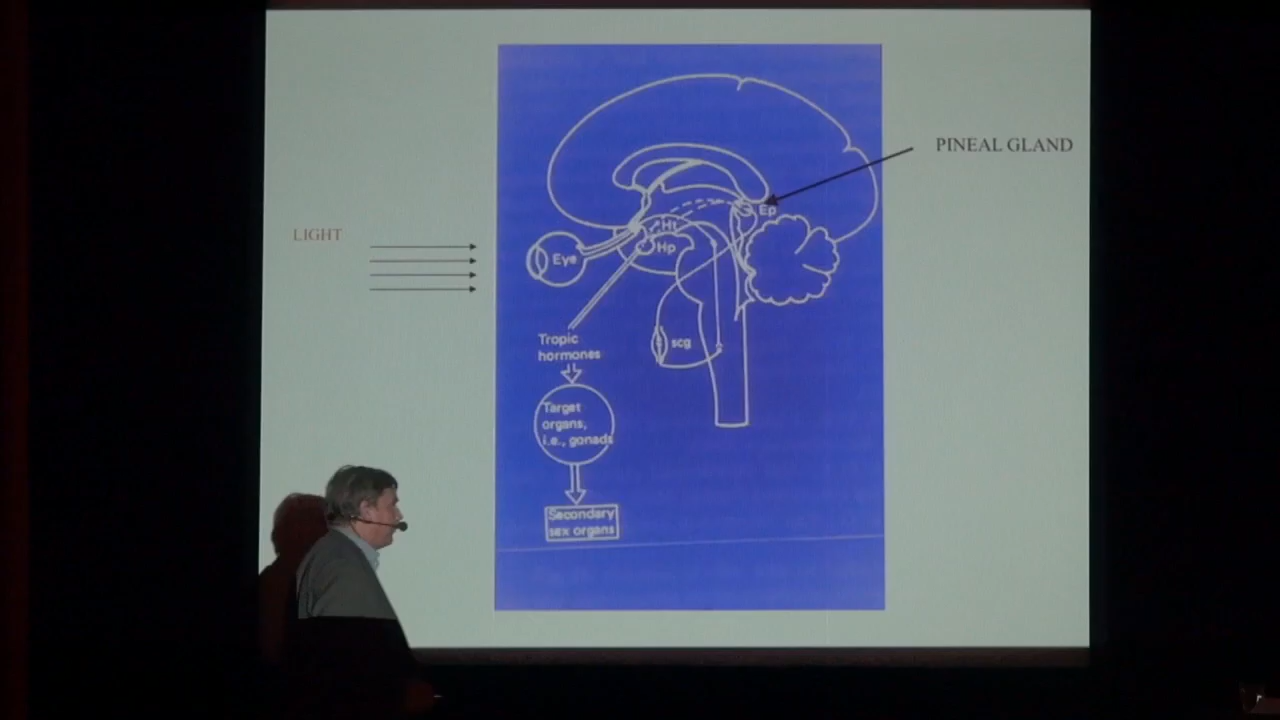 PINEAL GLAND
LIGHT
Ep
Ht
Hp
Eye
scg
Tropic
hormones
Target
organs,
i.e., gonads
Secondary
sex organs